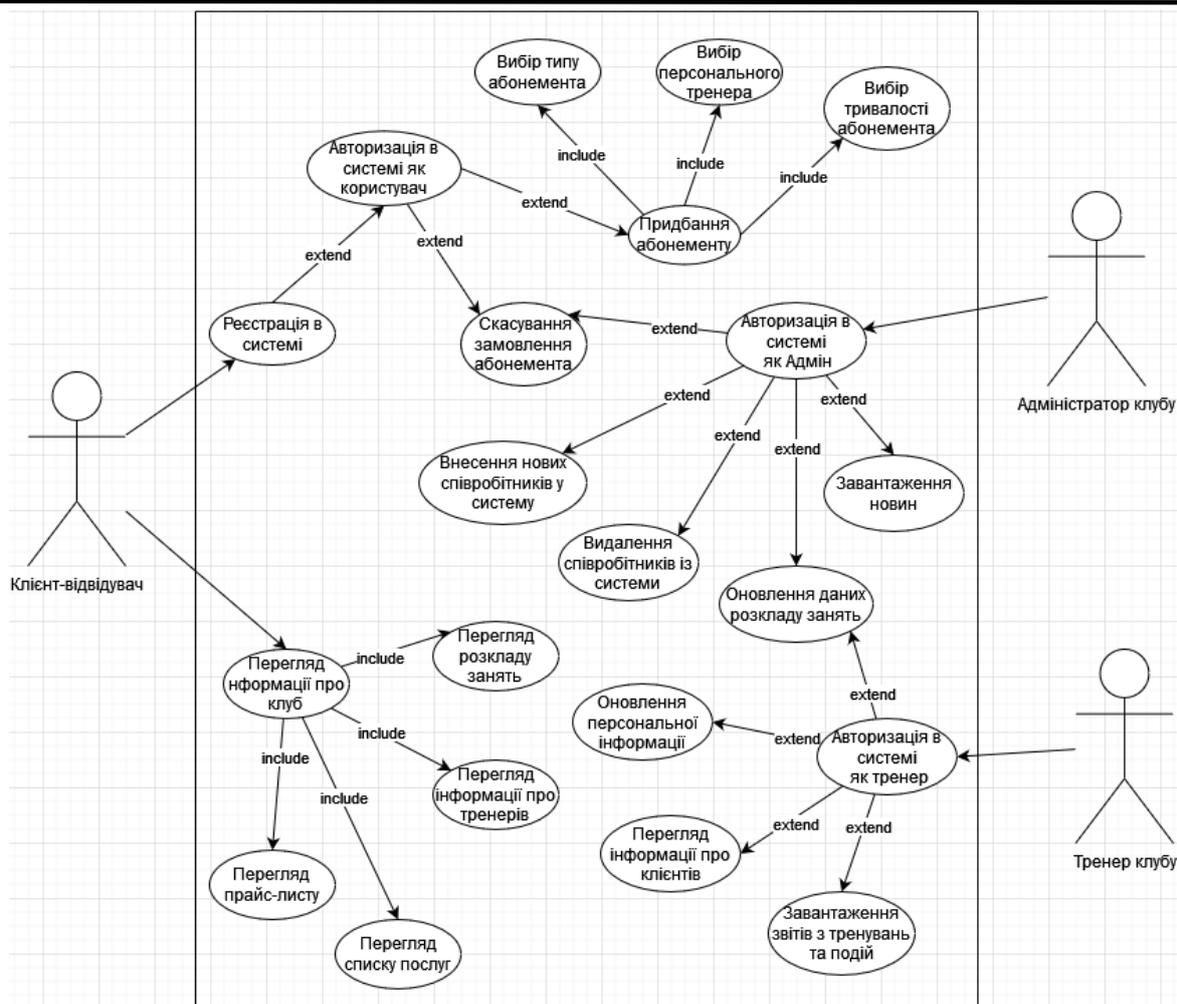 Вибір типу
абонемента
Вибір
персонального
тренера
Вибір
тривалості
абонемента
Авторизація в
системі як
користувач
include
include
include
extend
Придбання
абонементу
extend
extend
Реєстрація в
системі
Скасування
замовлення
абонемента
extend
Авторизація в
системі
як Адмін
Адміністратор клубу
extend
extend
extend
extend
Внесення нових
співробітників у
систему
Завантаження
новин
Видалення
співробітників із
системи
Клієнт-відвідувач
Оновлення даних
розкладу занять
Перегляд
нформації про
клуб
include
Перегляд
розкладу
занять
include
include
include
Перегляд
інформації про
тренерів
Перегляд
прайс-листу
Перегляд
списку послуг
extend
Оновлення
персональної
інформації
extend
Авторизація в
системі
як тренер
Тренер клубу
extend
extend
Перегляд
інформації про
клієнтів
Завантаження
звітів з тренувань
та подій